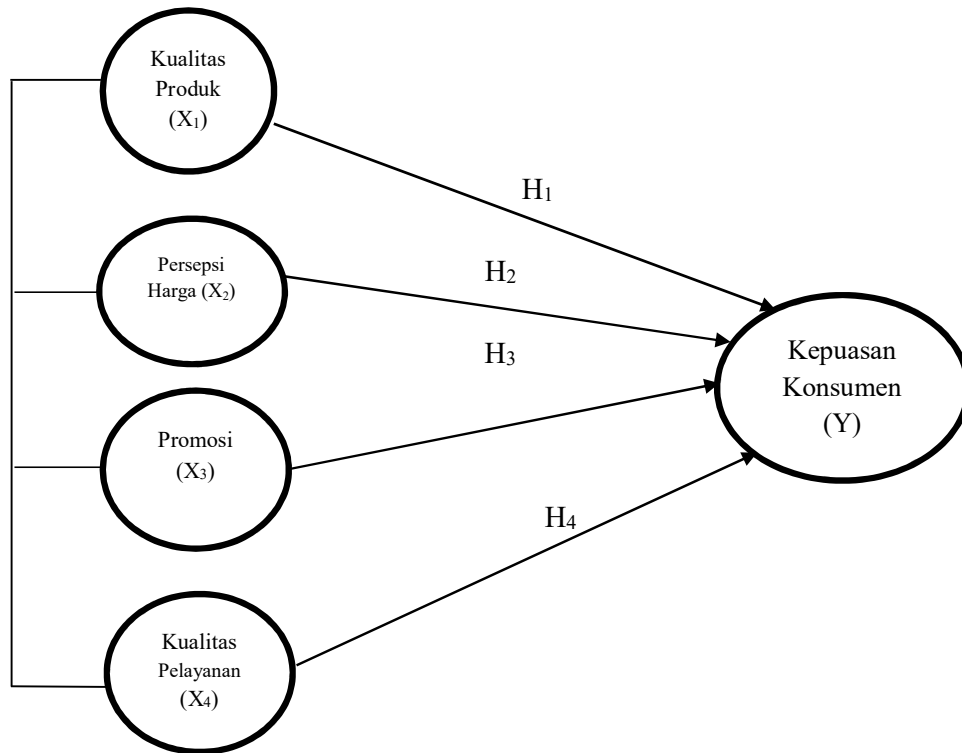 Kualitas
Produk
(X₁)
H₁
Persepsi
Harga (X₂)
H₂
H₃
Kepuasan
Konsumen
(Y)
Promosi
(X₃)
H₄
Kualitas
Pelayanan
(X₄)